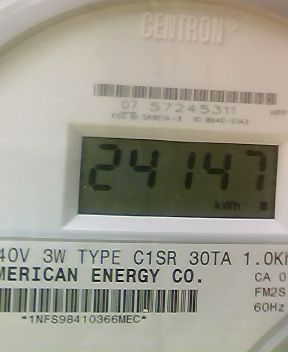 CENTRON®
07 57245311
24147
kWh
40V 3W TYPE C1SR 30TA 1.0Kh
MERICAN ENERGY CO.
CA 0
FM2S
60Hz
*1NFS98410366MEC*